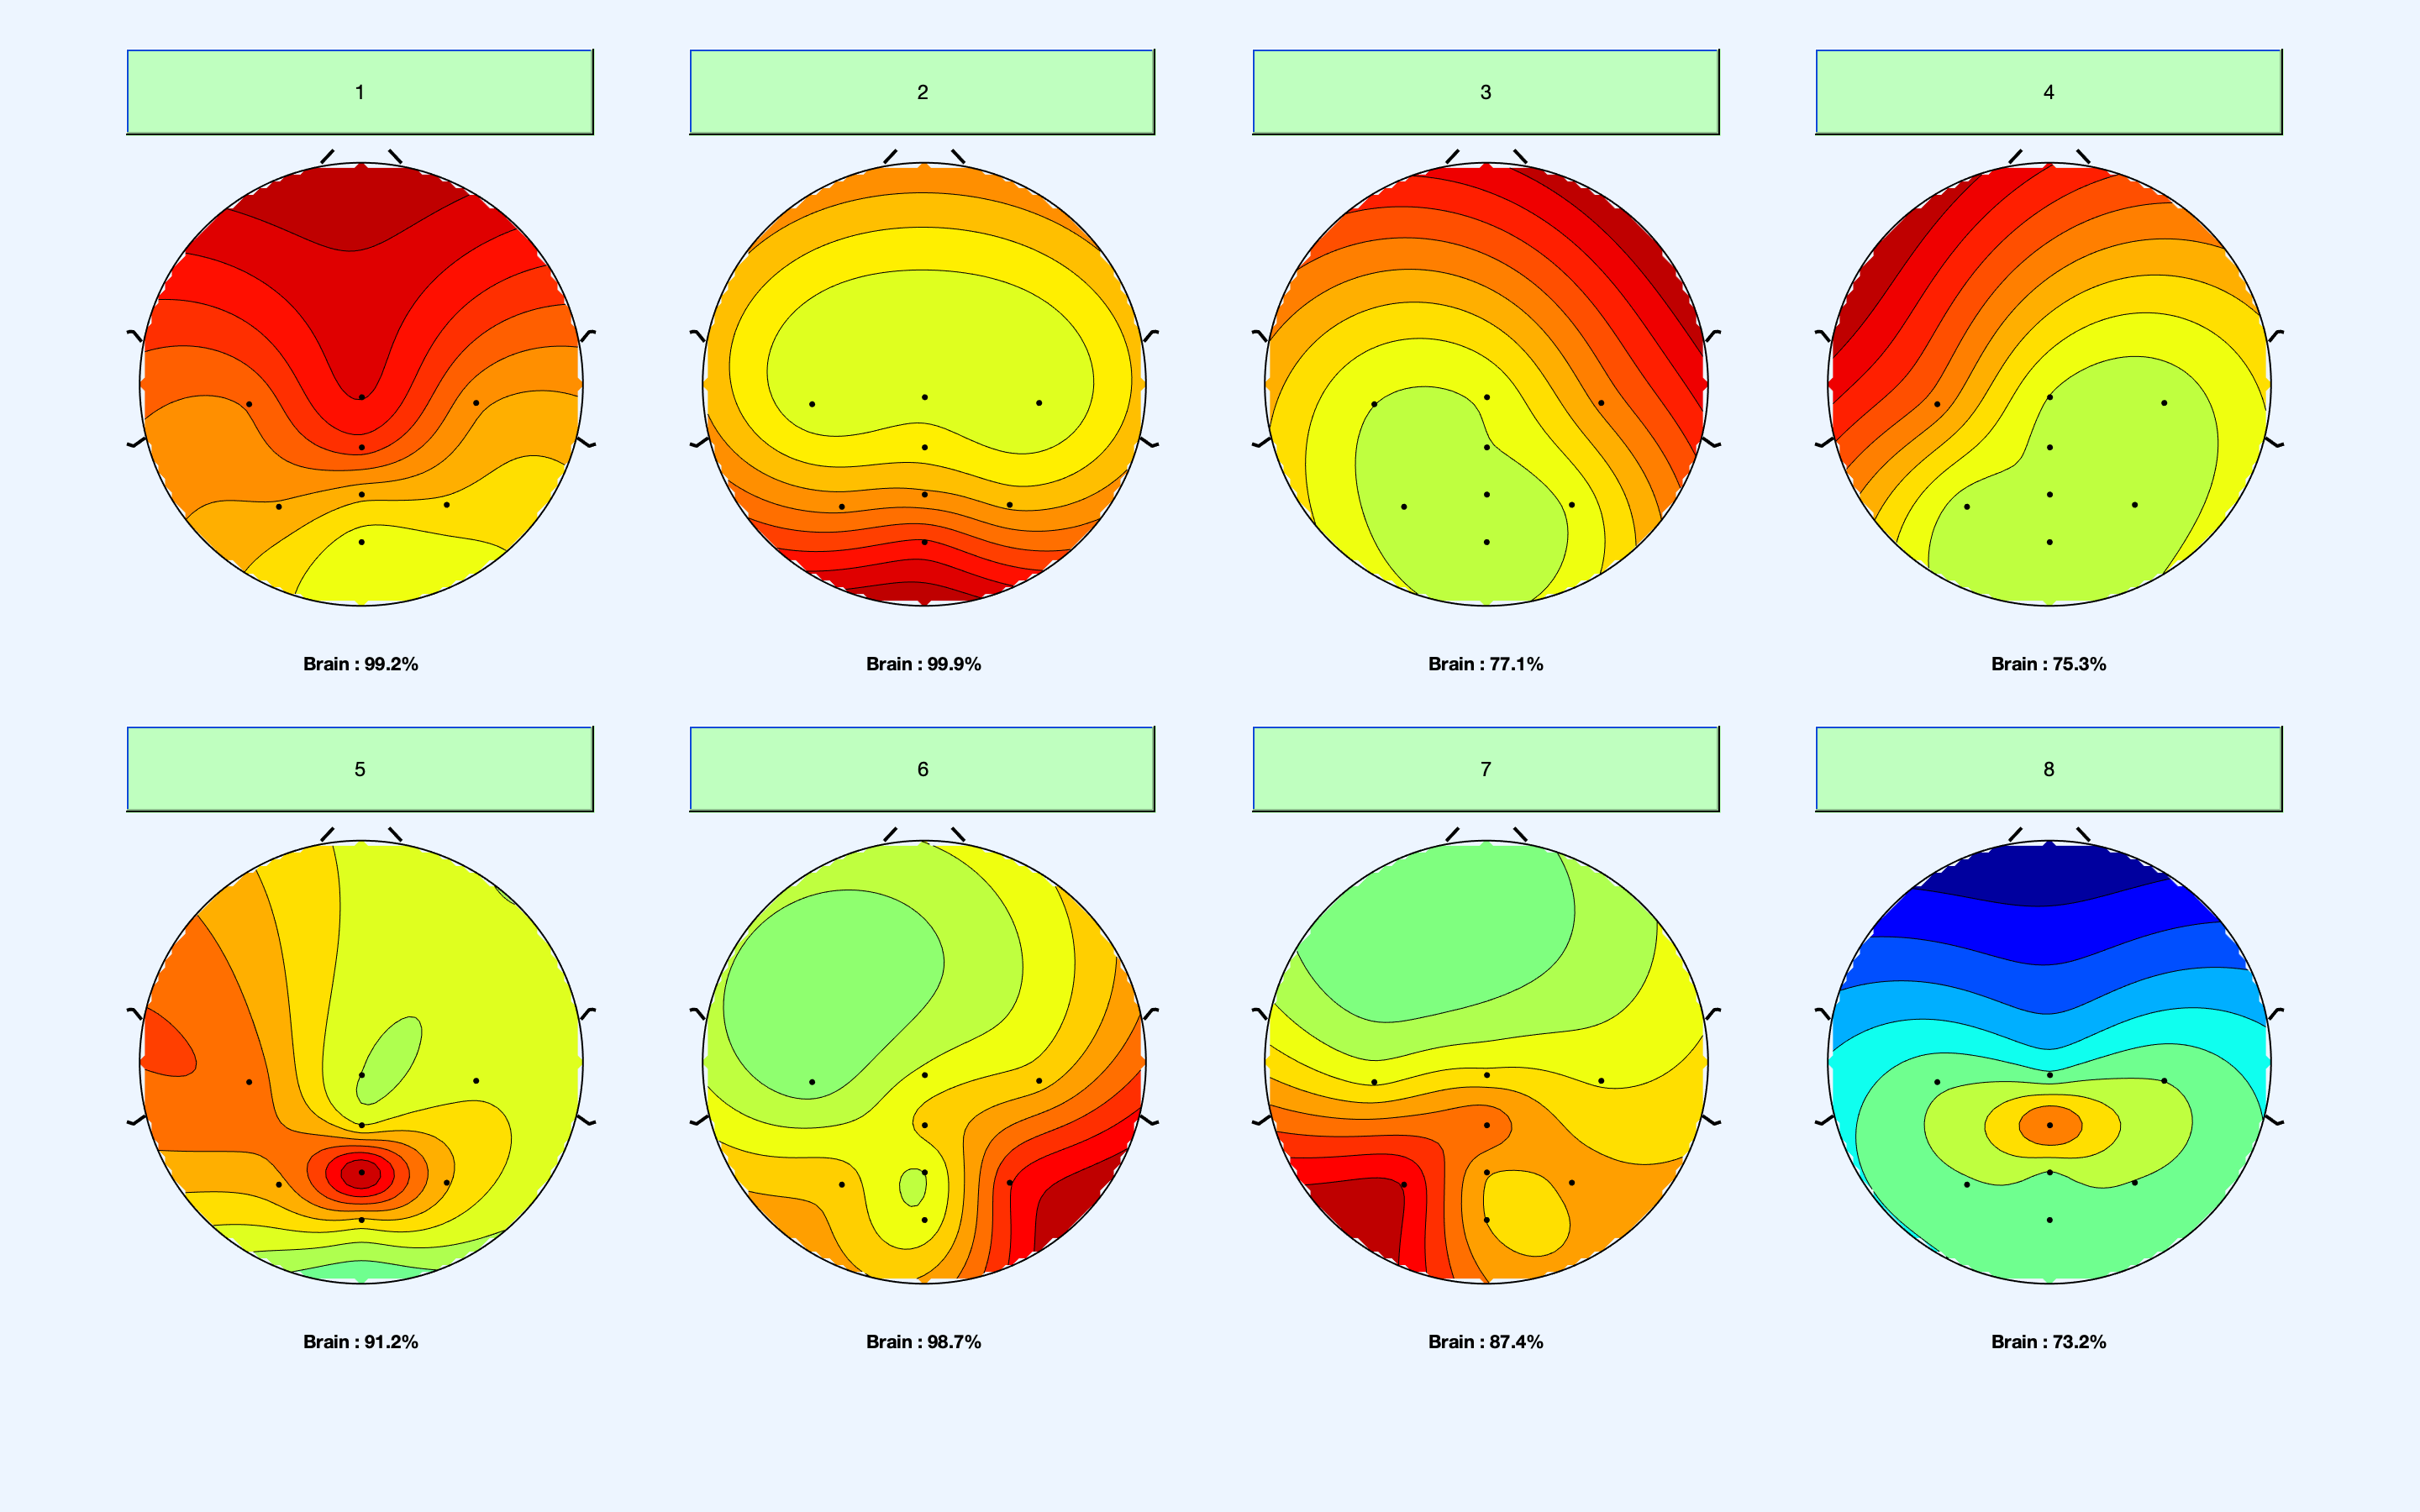 1 2 3 4
Brain : 99.2% Brain : 99.9% Brain : 77.1% Brain : 75.3%
5 6 7 8
Brain : 91.2% Brain : 98.7% Brain : 87.4% Brain : 73.2%